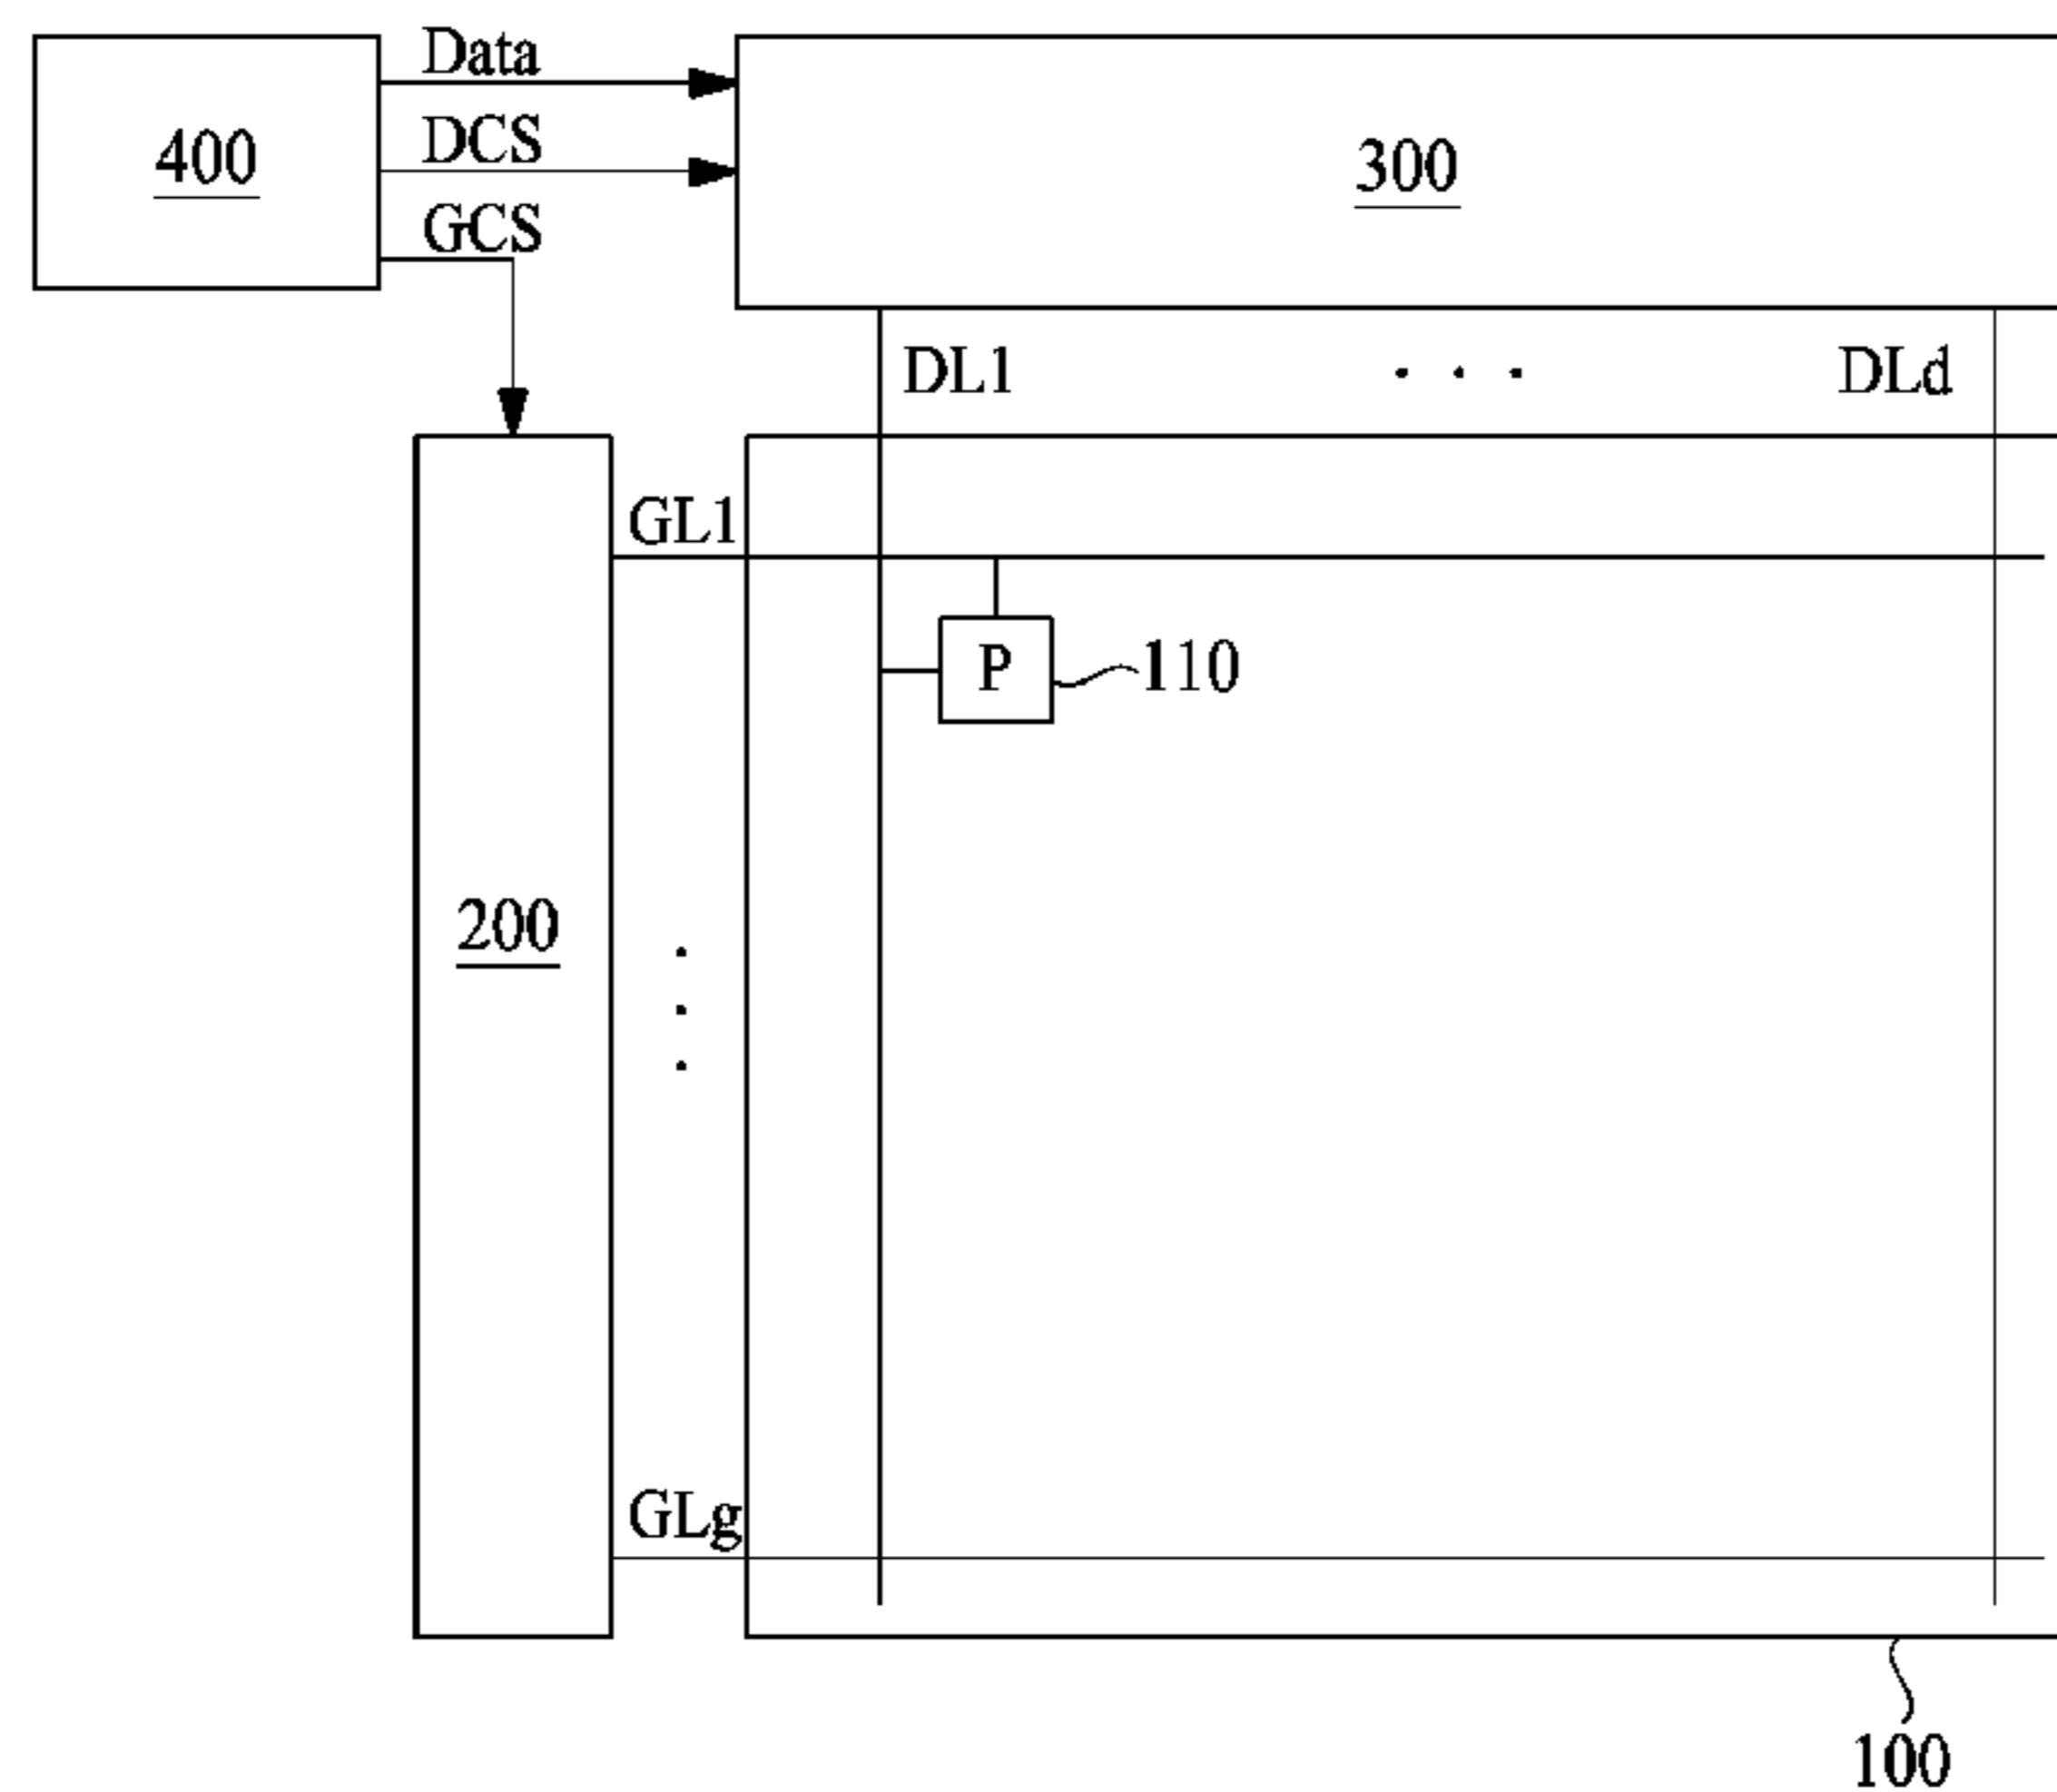 Data
400
DCS
300
GCS
DL1 . . . DLd
GL1
P 110
200
GLg
100